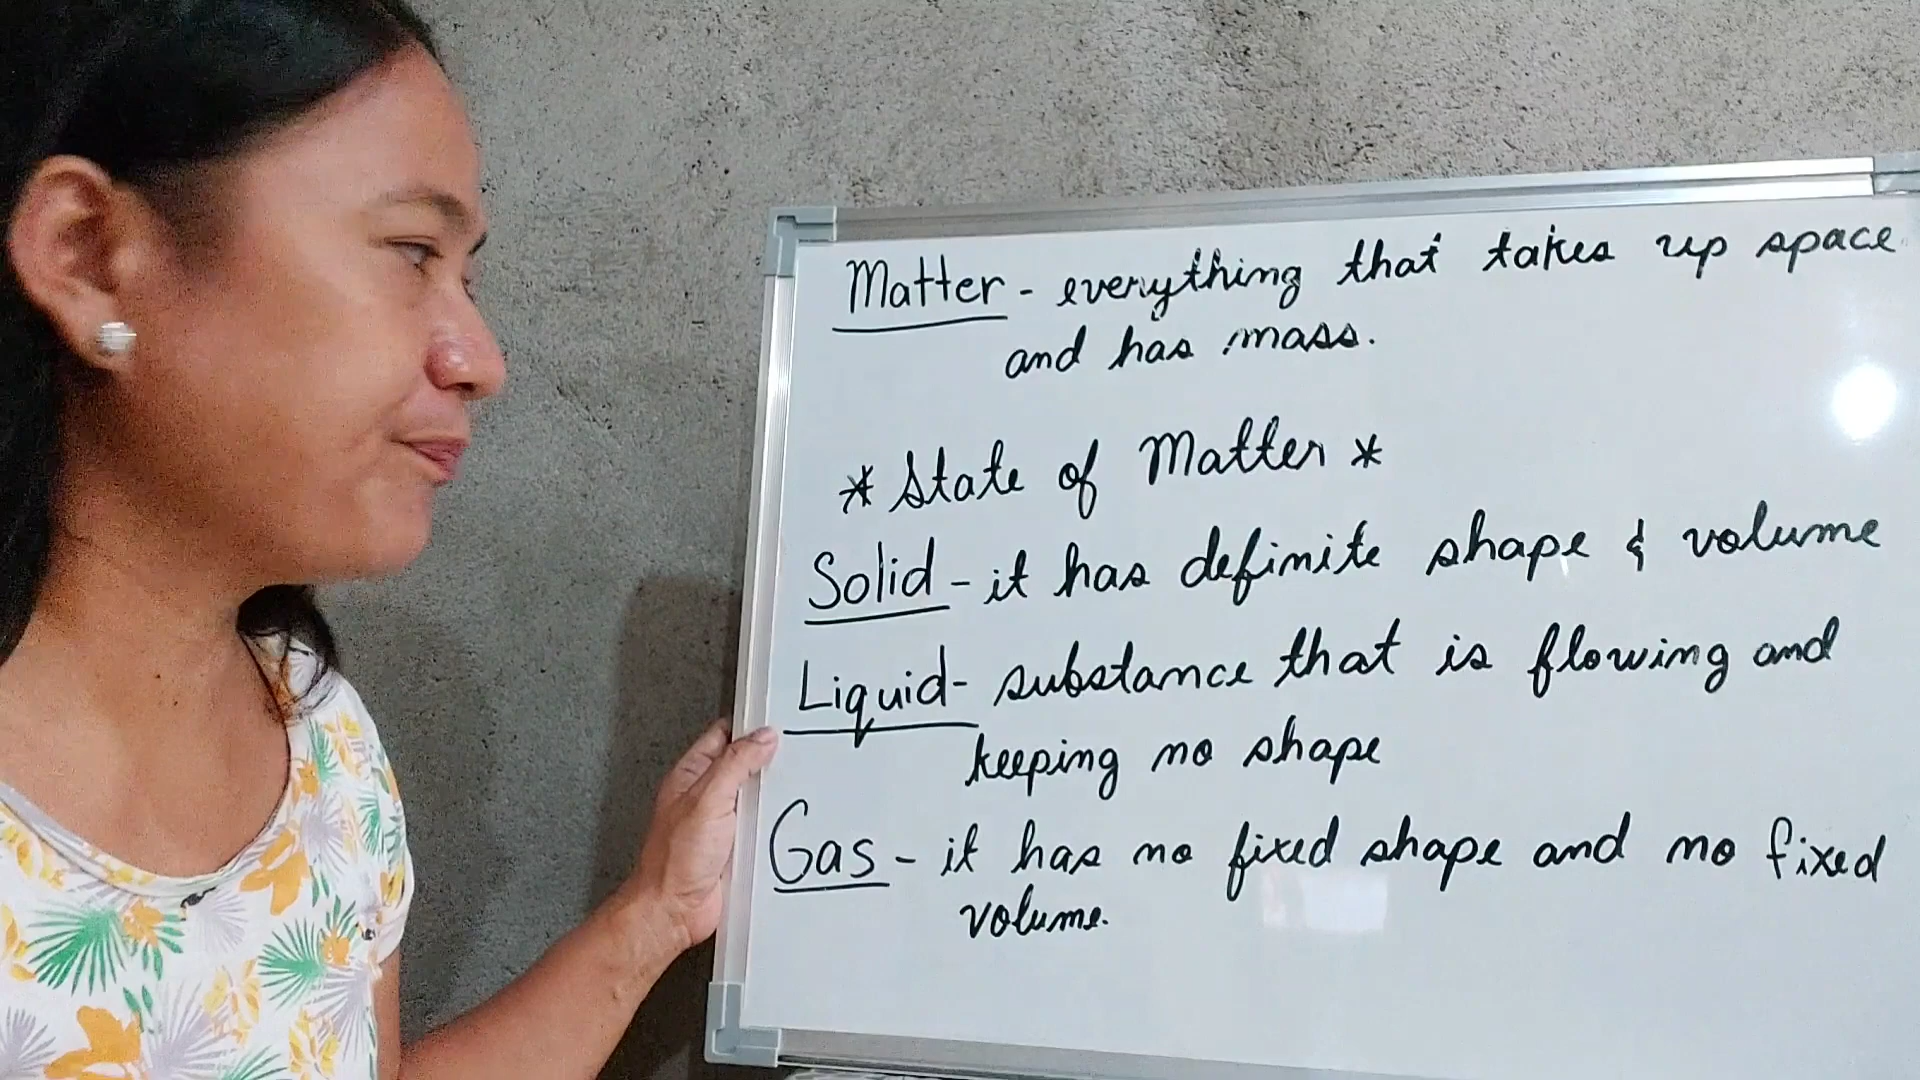 Matter - everything that takes up space
and has mass.
* State of Matter *
Solid - it has definite shape & volume
Liquid - substance that is flowing and
keeping no shape
Gas - it has no fixed shape and no fixed
volume.